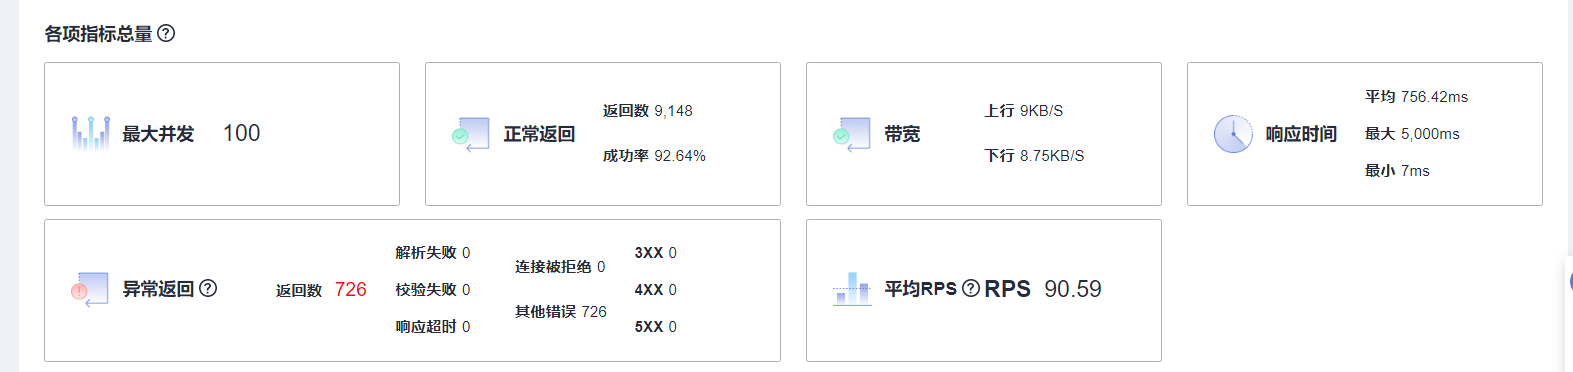 各项指标总量
最大并发 100
正常返回
返回数 9,148
成功率 92.64%
带宽
上行 9KB/S
下行 8.75KB/S
响应时间
平均 756.42ms
最大 5,000ms
最小 7ms
异常返回
返回数 726
解析失败 0
校验失败 0
响应超时 0
连接被拒绝 0
其他错误 726
3XX 0
4XX 0
5XX 0
平均RPS RPS 90.59